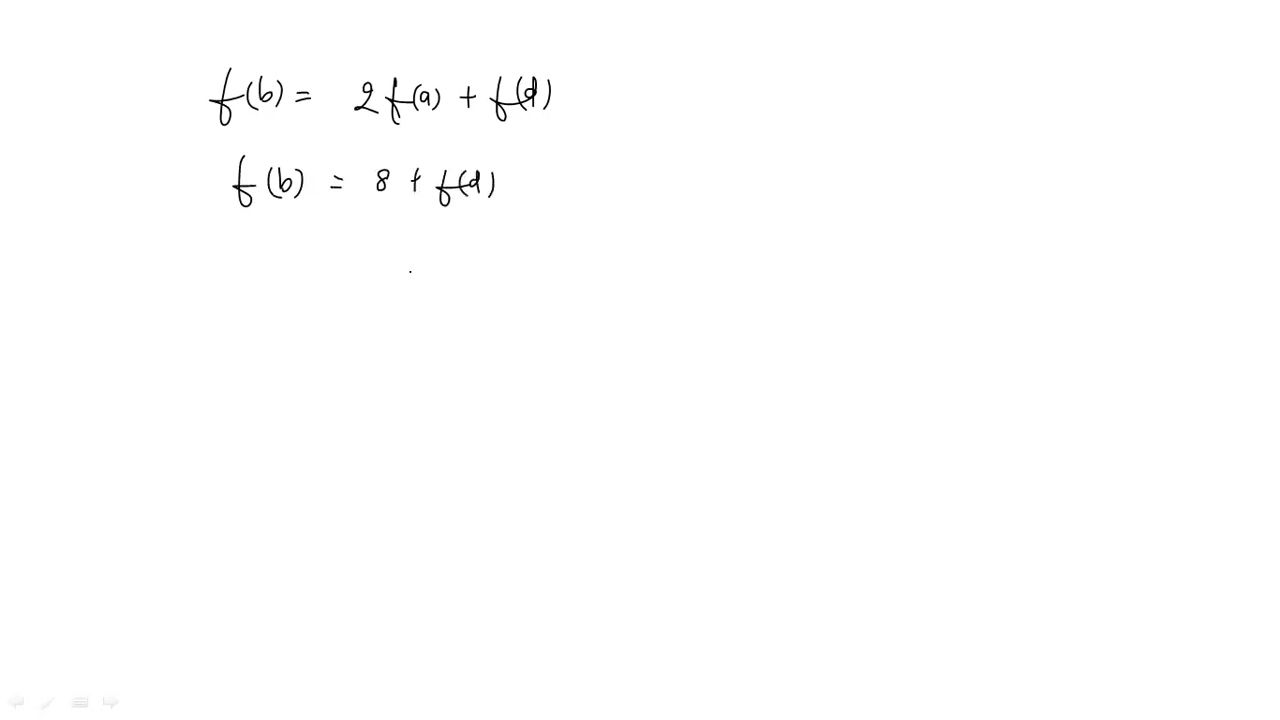 f(b) = 2f(a) + f(d)
f(b) = 8 + f(d)